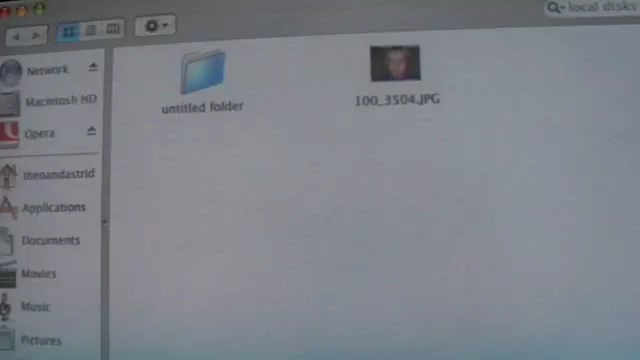 local disks
Network
Macintosh HD
Opera
theoandastrid
Applications
Documents
Movies
Music
Pictures
untitled folder
100_3504.JPG